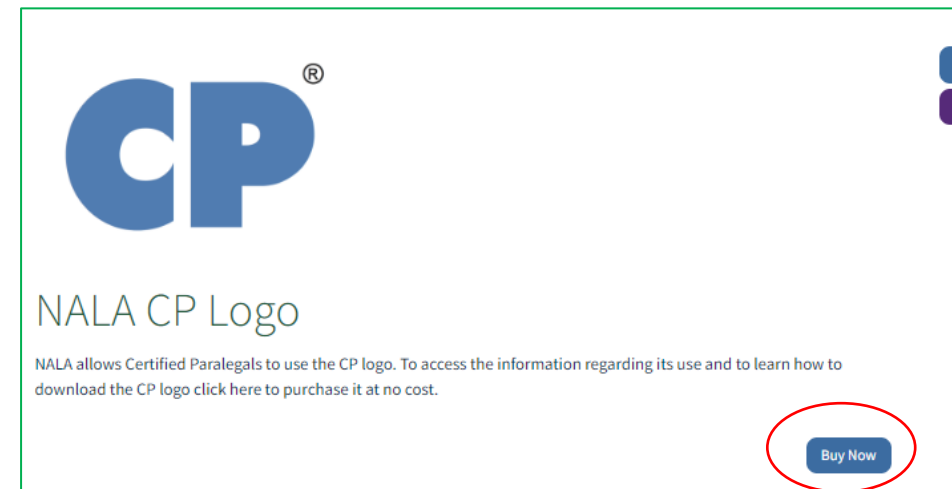 CP®
NALA CP Logo
NALA allows Certified Paralegals to use the CP logo. To access the information regarding its use and to learn how to
download the CP logo click here to purchase it at no cost.
Buy Now